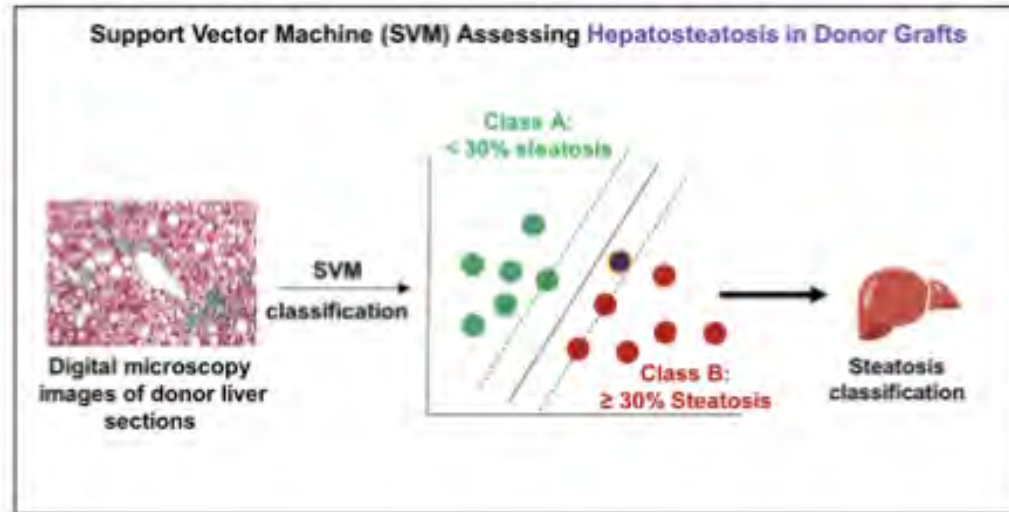 Support Vector Machine (SVM) Assessing Hepatosteatosis in Donor Grafts
Class A:
< 30% steatosis
SVM
classification
Digital microscopy
images of donor liver
sections
Class B:
≥ 30% Steatosis
Steatosis
classification